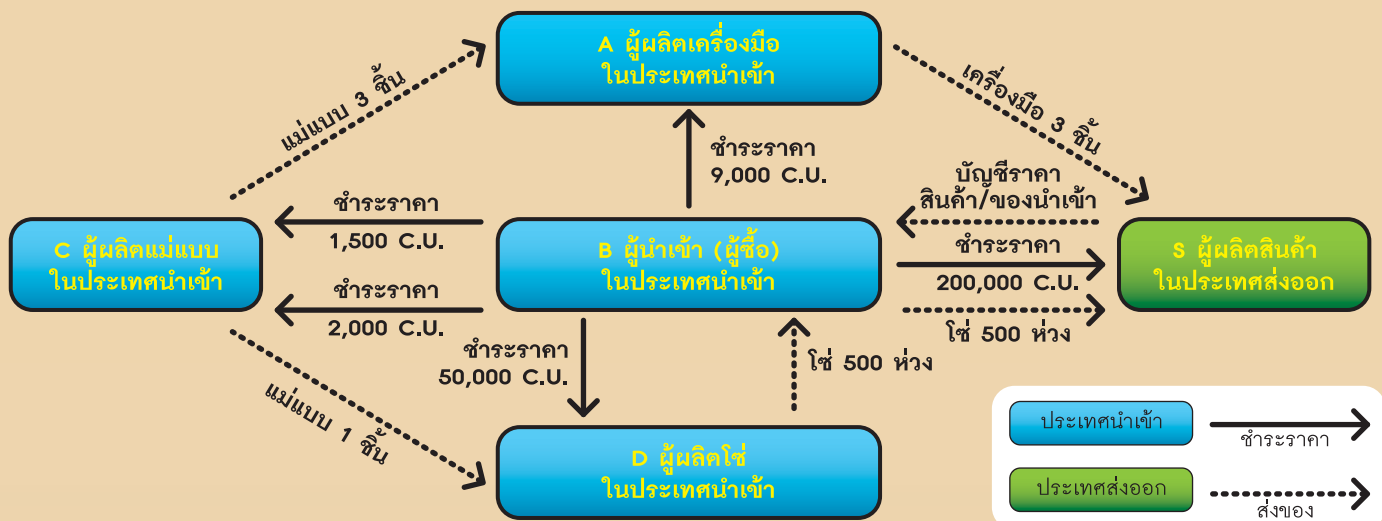 A ผู้ผลิตเครื่องมือ
ในประเทศนำเข้า
แม่แบบ 3 ชิ้น
เครื่องมือ 3 ชิ้น
ชำระราคา
9,000 C.U.
บัญชีราคา
สินค้า/ของนำเข้า
ชำระราคา
1,500 C.U.
C ผู้ผลิตแม่แบบ
ในประเทศนำเข้า
B ผู้นำเข้า (ผู้ซื้อ)
ในประเทศนำเข้า
S ผู้ผลิตสินค้า
ในประเทศส่งออก
ชำระราคา
200,000 C.U.
ชำระราคา
2,000 C.U.
โซ่ 500 ห่วง
ชำระราคา
50,000 C.U.
โซ่ 500 ห่วง
แม่แบบ 1 ชิ้น
D ผู้ผลิตโซ่
ในประเทศนำเข้า
ประเทศนำเข้า
ชำระราคา
ประเทศส่งออก
ส่งของ